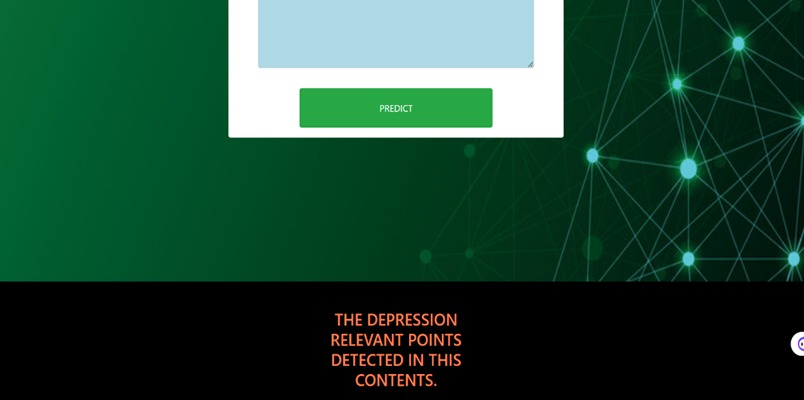 PREDICT
THE DEPRESSION
RELEVANT POINTS
DETECTED IN THIS
CONTENTS.